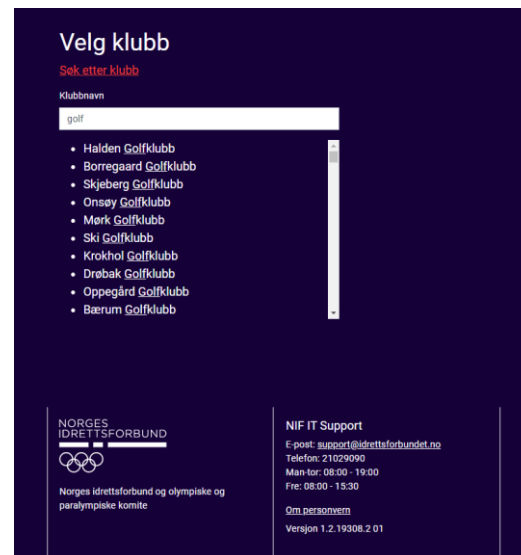 Velg klubb
Søk etter klubb
Klubbnavn
golf
Halden Golfklubb
Borregaard Golfklubb
Skjeberg Golfklubb
Onsøy Golfklubb
Mørk Golfklubb
Ski Golfklubb
Krokhol Golfklubb
Drøbak Golfklubb
Oppegård Golfklubb
Bærum Golfklubb
NORGES
IDRETTSFORBUND
Norges idrettsforbund og olympiske og
paralympiske komite
NIF IT Support
E-post: support@idrettsforbundet.no
Telefon: 21029090
Man-tor: 08:00 - 19:00
Fre: 08:00 - 15:30
Om personvern
Versjon 1.2.19308.2 01